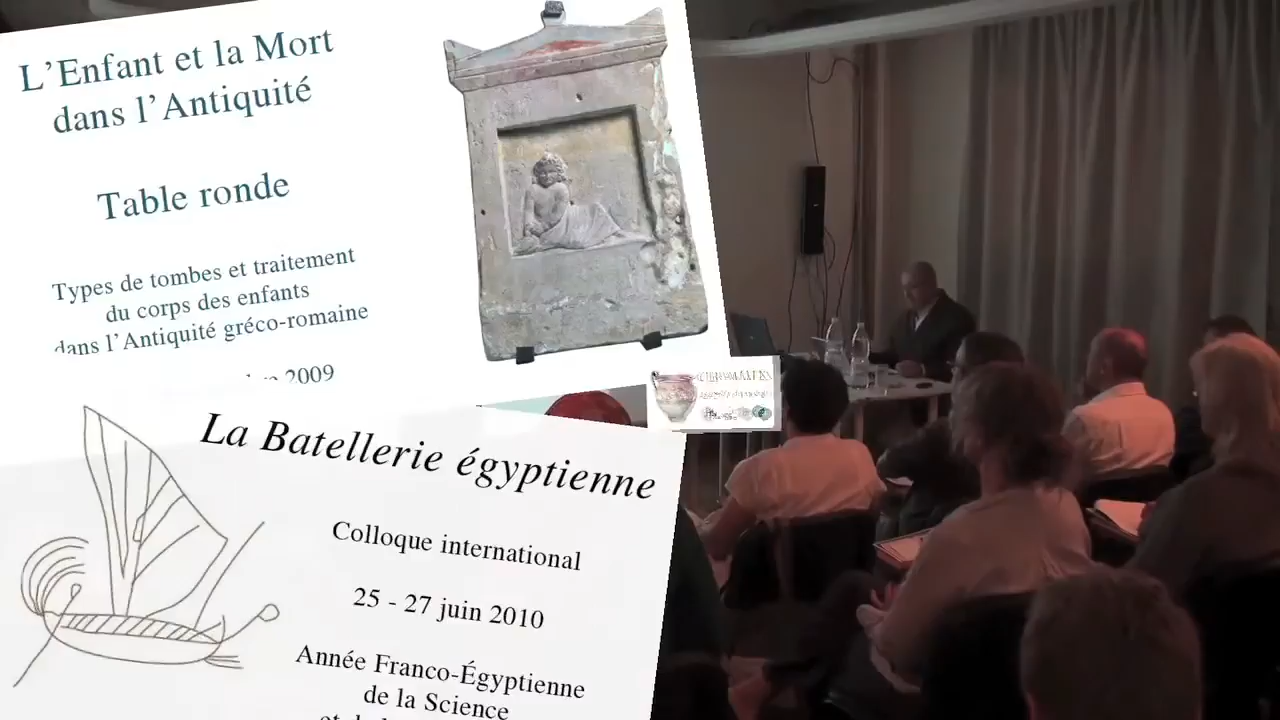 L'Enfant et la Mort
dans l'Antiquité
Table ronde
Types de tombes et traitement
du corps des enfants
dans l'Antiquité gréco-romaine
2009
La Batellerie égyptienne
Colloque international
25 - 27 juin 2010
Année Franco-Égyptienne
de la Science